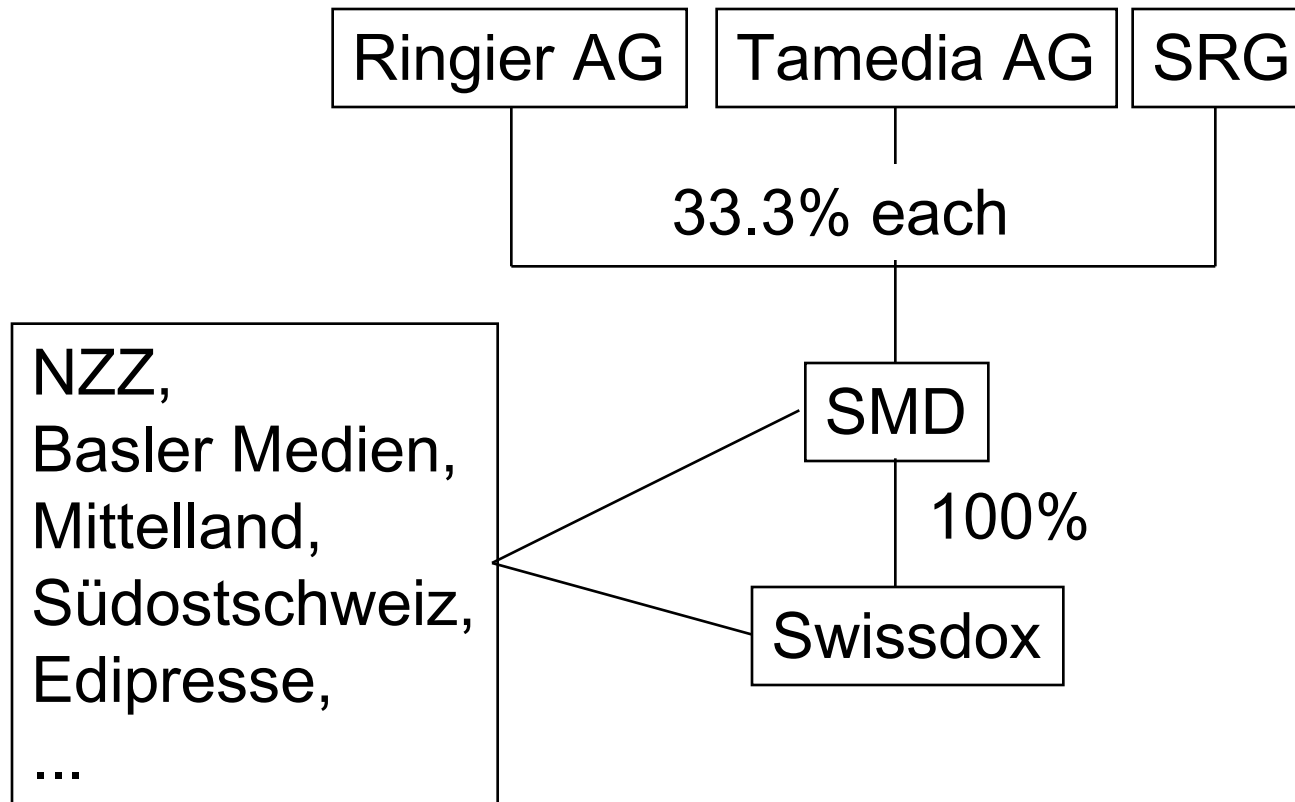 Ringier AG
Tamedia AG
SRG
33.3% each
NZZ,
Basler Medien,
Mittelland,
Südostschweiz,
Edipresse,
...
SMD
100%
Swissdox